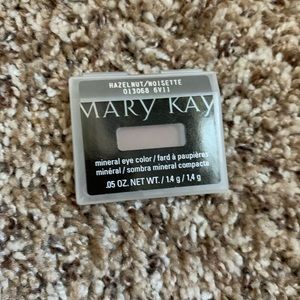 HAZELNUT/NOISETTE
013068 6V11
MARY KAY
mineral eye color / fard à paupières
minéral / sombra mineral compacta
.05 OZ. NET WT. / 1.4 g / 1,4 g